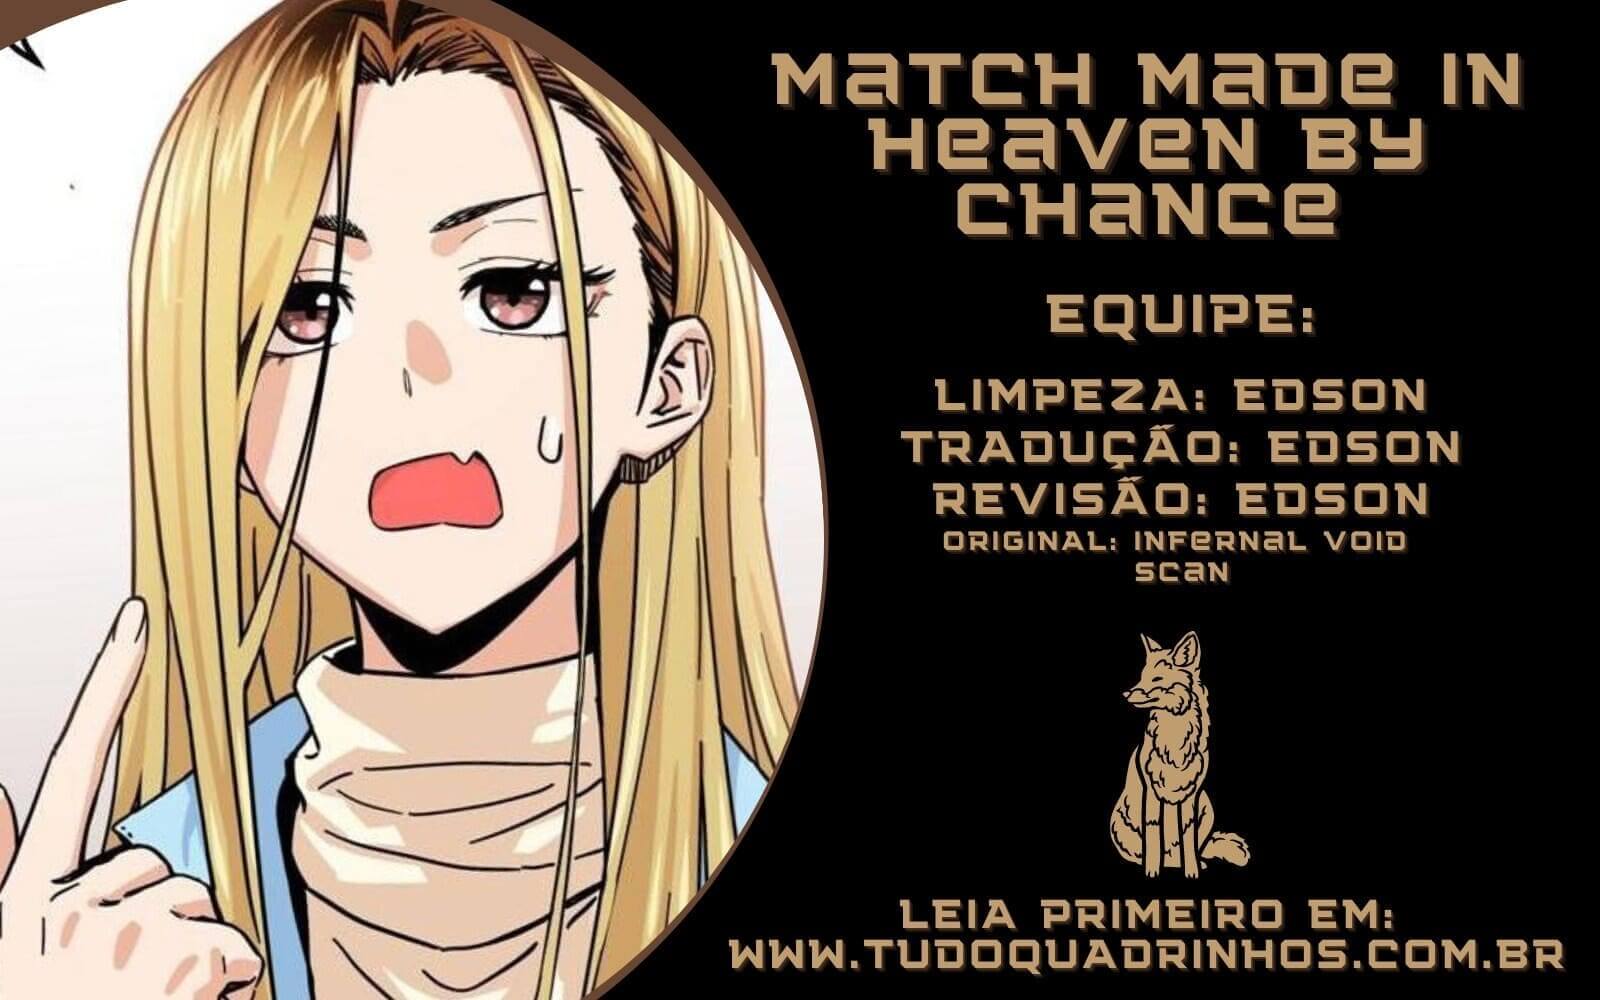 MATCH MADE IN
HEAVEN BY
CHANCE
EQUIPE:
LIMPEZA: EDSON
TRADUÇÃO: EDSON
REVISÃO: EDSON
ORIGINAL: INFERNAL VOID
SCAN
LEIA PRIMEIRO EM:
WWW.TUDOQUADRINHOS.COM.BR